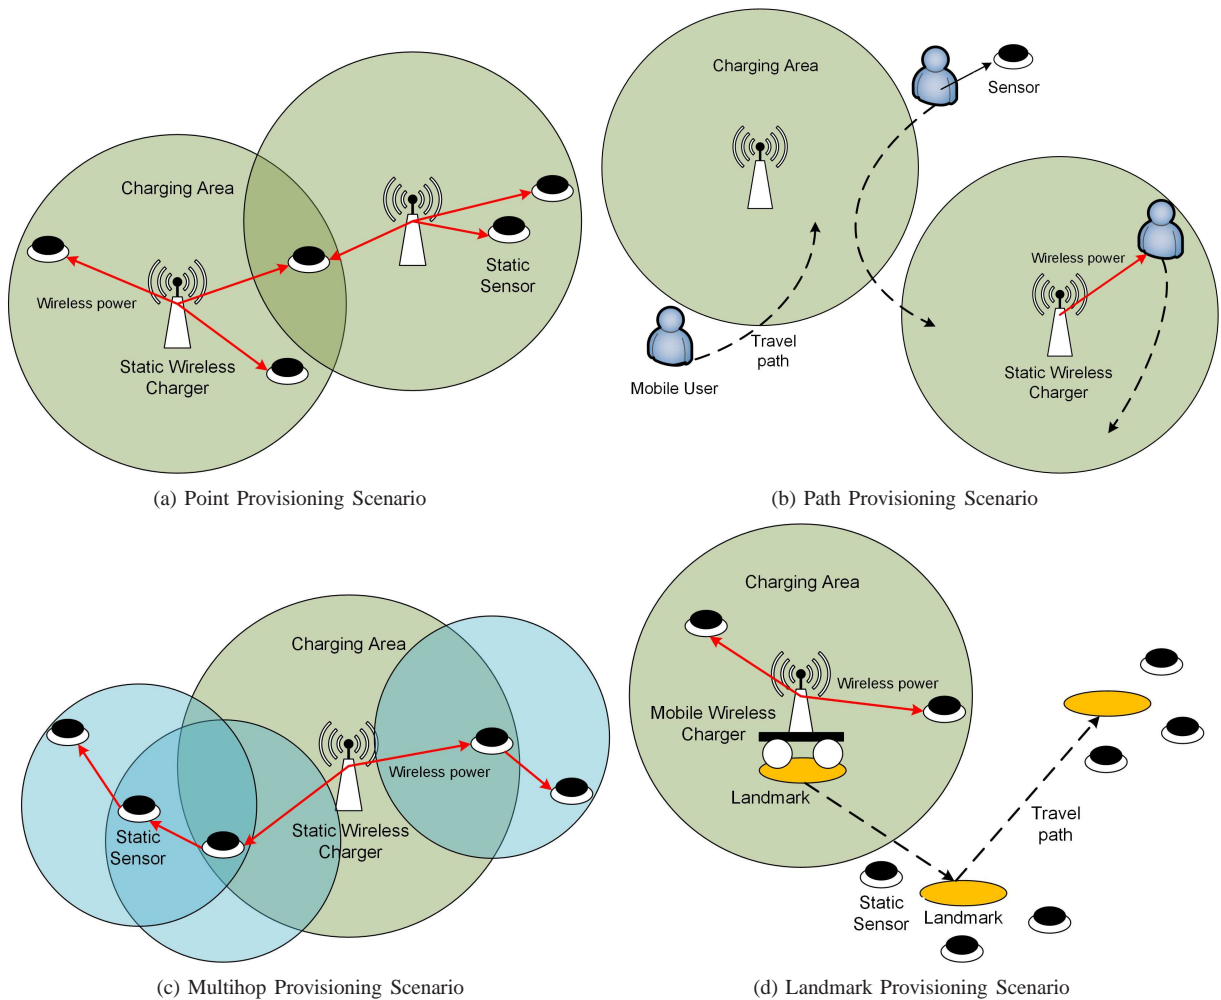 Charging Area
Wireless power
Static Wireless
Charger
Static
Sensor
(a) Point Provisioning Scenario
Charging Area
Sensor
Wireless power
Travel
path
Mobile User
Static Wireless
Charger
(b) Path Provisioning Scenario
Charging Area
Wireless power
Static Wireless
Charger
Static
Sensor
(c) Multihop Provisioning Scenario
Charging Area
Wireless power
Mobile Wireless
Charger
Landmark
Travel
path
Static
Sensor
Landmark
(d) Landmark Provisioning Scenario